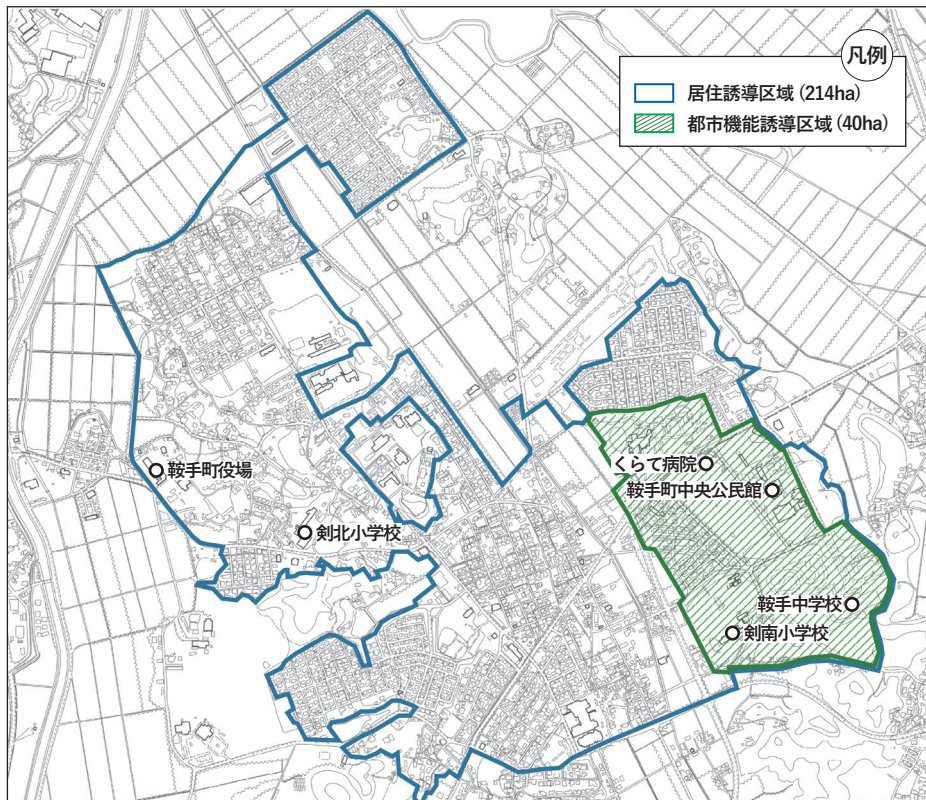 凡例
居住誘導区域 (214ha)
都市機能誘導区域 (40ha)
くらて病院
鞍手町役場
鞍手町中央公民館
剣北小学校
鞍手中学校
剣南小学校